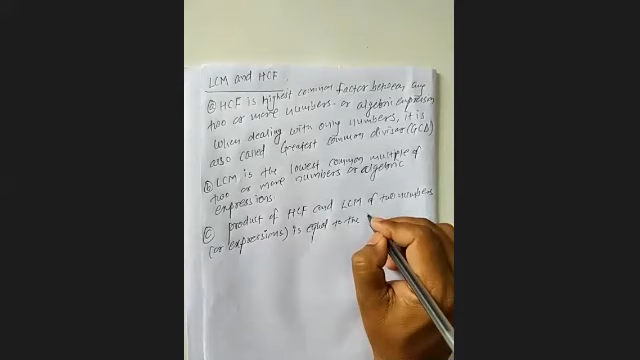 LCM and HCF.
(a) HCF is highest common factor between any
two or more numbers or algebric expression
when dealing with only numbers, it is
also called Greatest common divisor (GCD)
(b) LCM is the lowest common multiple of
two or more numbers or algebric
expressions
(c) product of HCF and LCM of two numbers
(or expressions) is equal to the